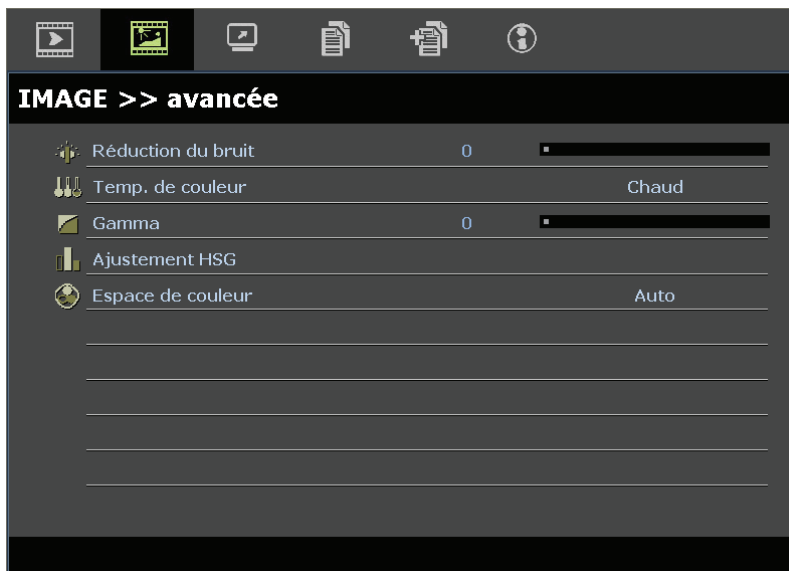 IMAGE >> avancée
Réduction du bruit 0
Temp. de couleur Chaud
Gamma 0
Ajustement HSG
Espace de couleur Auto